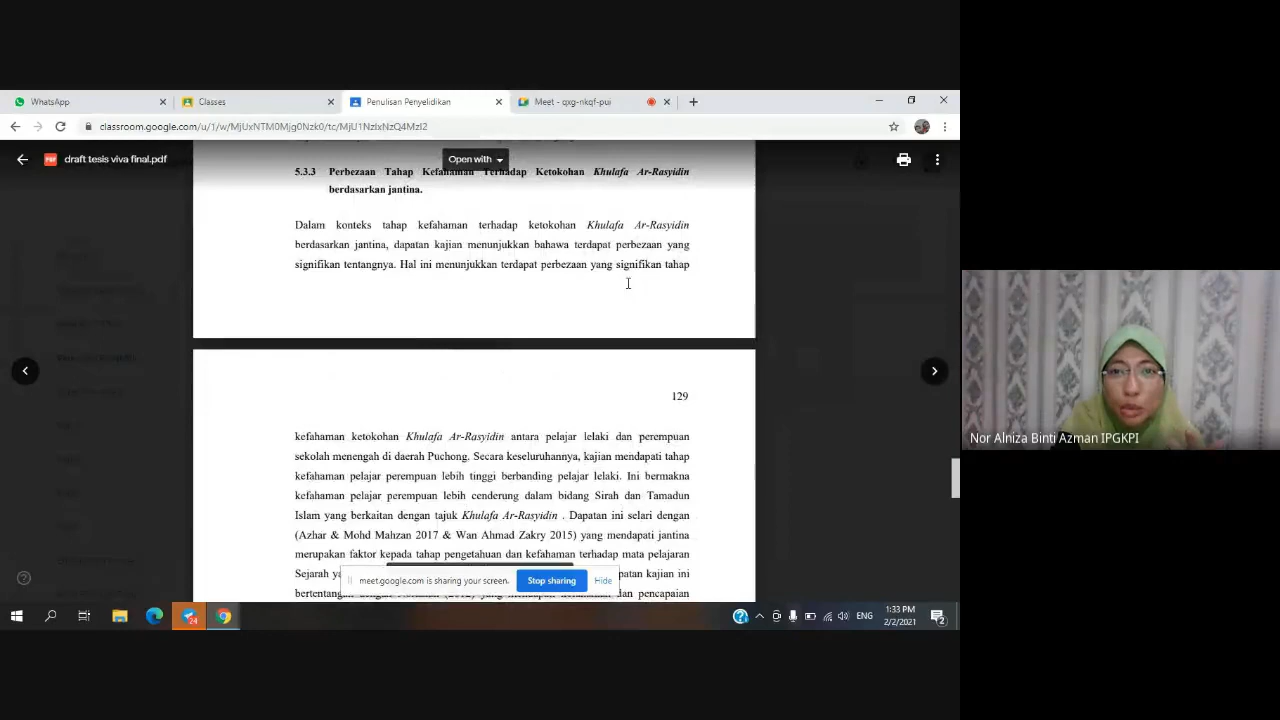 WhatsApp
Classes
Penulisan Penyelidikan
Meet - qxg-nkqf-pui
classroom.google.com/u/1/w/MjUxNTM0Mjg0Nzk0/tc/MjU1NzIxNzQ4MzI2
PDF draft tesis viva final.pdf
Open with
5.3.3 Perbezaan Tahap Kefahaman Terhadap Ketokohan Khulafa Ar-Rasyidin
berdasarkan jantina.
Dalam konteks tahap kefahaman terhadap ketokohan Khulafa Ar-Rasyidin
berdasarkan jantina, dapatan kajian menunjukkan bahawa terdapat perbezaan yang
signifikan tentangnya. Hal ini menunjukkan terdapat perbezaan yang signifikan tahap
129
kefahaman ketokohan Khulafa Ar-Rasyidin antara pelajar lelaki dan perempuan
sekolah menengah di daerah Puchong. Secara keseluruhannya, kajian mendapati tahap
kefahaman pelajar perempuan lebih tinggi berbanding pelajar lelaki. Ini bermakna
kefahaman pelajar perempuan lebih cenderung dalam bidang Sirah dan Tamadun
Islam yang berkaitan dengan tajuk Khulafa Ar-Rasyidin . Dapatan ini selari dengan
(Azhar & Mohd Mahzan 2017 & Wan Ahmad Zakry 2015) yang mendapati jantina
merupakan faktor kepada tahap pengetahuan dan kefahaman terhadap mata pelajaran
Sejarah patan kajian ini
dan pencapaian
meet.google.com is sharing your screen.
Stop sharing
Hide
24
ENG
1:33 PM
2/2/2021
2
Nor Alniza Binti Azman IPGKPI